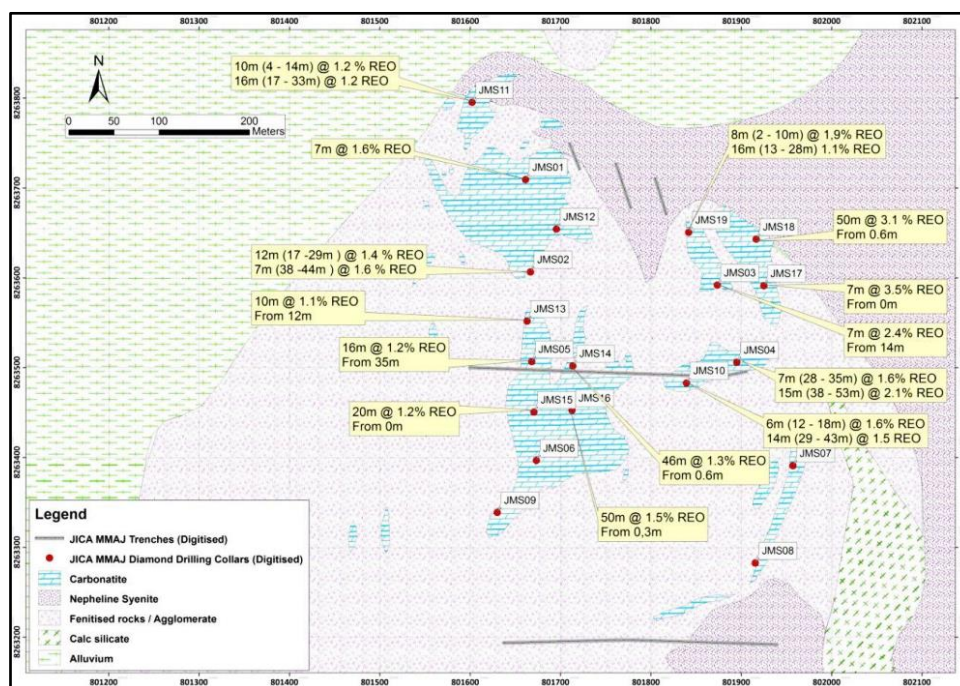 801200 801300 801400 801500 801600 801700 801800 801900 802000 802100
8263800
8263700
8263600
8263500
8263400
8263300
8263200
N
0 50 100 200
Meters
10m (4 - 14m) @ 1.2 % REO
16m (17 - 33m) @ 1.2 REO
JMS11
7m @ 1.6% REO
JMS01
8m (2 - 10m) @ 1,9% REO
16m (13 - 28m) 1.1% REO
JMS12
JMS19
JMS18
50m @ 3.1 % REO
From 0.6m
12m (17 -29m ) @ 1.4 % REO
7m (38 -44m ) @ 1.6 % REO
JMS02
JMS03
JMS17
7m @ 3.5% REO
From 0m
10m @ 1.1% REO
From 12m
JMS13
7m @ 2.4% REO
From 14m
16m @ 1.2% REO
From 35m
JMS05
JMS14
JMS04
JMS10
7m (28 - 35m) @ 1.6% REO
15m (38 - 53m) @ 2.1% REO
20m @ 1.2% REO
From 0m
JMS15
JMS16
6m (12 - 18m) @ 1.6% REO
14m (29 - 43m) @ 1.5 REO
JMS06
46m @ 1.3% REO
From 0.6m
JMS07
JMS09
50m @ 1.5% REO
From 0,3m
JMS08
Legend
JICA MMAJ Trenches (Digitised)
JICA MMAJ Diamond Drilling Collars (Digitised)
Carbonatite
Nepheline Syenite
Fenitised rocks / Agglomerate
Calc silicate
Alluvium
801200 801300 801400 801500 801600 801700 801800 801900 802000 802100
8263800
8263700
8263600
8263500
8263400
8263300
8263200